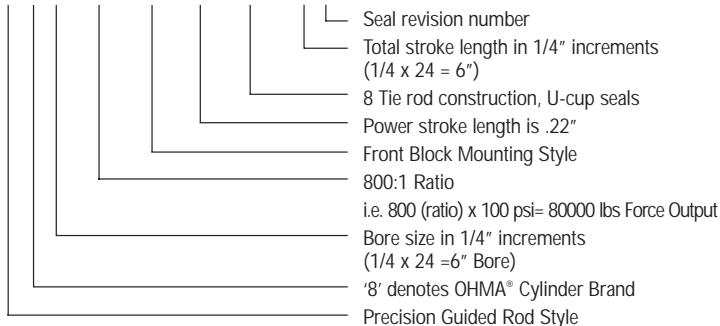 Seal revision number
Total stroke length in 1/4" increments
(1/4 x 24 = 6")
8 Tie rod construction, U-cup seals
Power stroke length is .22"
Front Block Mounting Style
800:1 Ratio
i.e. 800 (ratio) x 100 psi= 80000 lbs Force Output
Bore size in 1/4" increments
(1/4 x 24 =6" Bore)
'8' denotes OHMA® Cylinder Brand
Precision Guided Rod Style